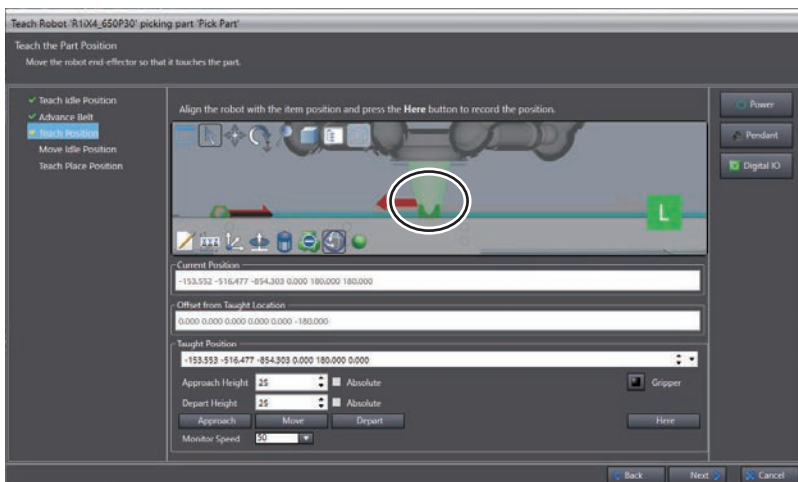 Teach Robot 'R1iX4_650P30' picking part 'Pick Part'
Teach the Part Position
Move the robot end-effector so that it touches the part.
Teach Idle Position
Advance Belt
Teach Position
Move Idle Position
Teach Place Position
Align the robot with the item position and press the Here button to record the position.
L
Current Position
-153.552 -516.477 -854.303 0.000 180.000 180.000
Offset from Taught Location
0.000 0.000 0.000 0.000 0.000 -180.000
Taught Position
-153.553 -516.477 -854.303 0.000 180.000 0.000
Approach Height 25 Absolute
Gripper
Depart Height 25 Absolute
Approach Move Depart
Here
Monitor Speed 50
Power
Pendant
Digital IO
Back Next Cancel